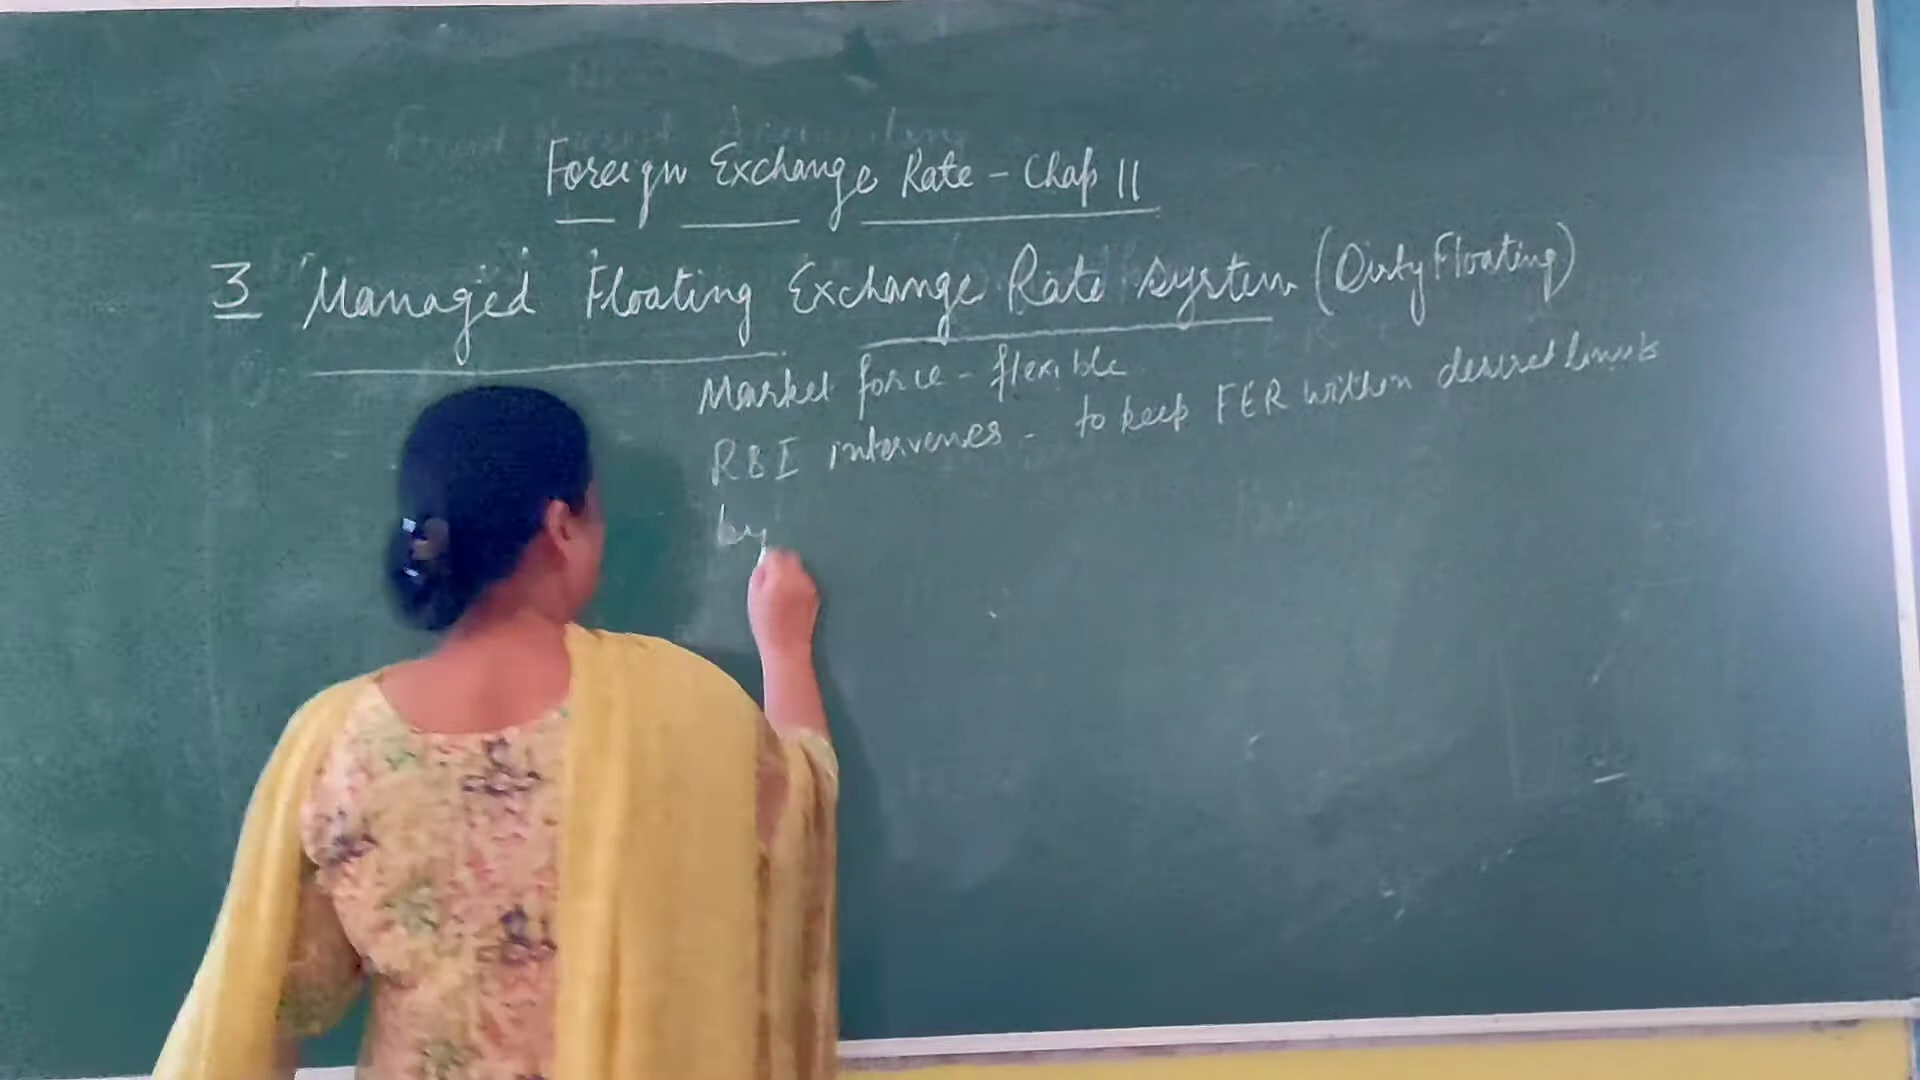 Foreign Exchange Rate - Chap 11
3 Managed Floating Exchange Rate System (Dirty Floating)
Market force - flexible
RBI intervenes - to keep FER within desired limits
by